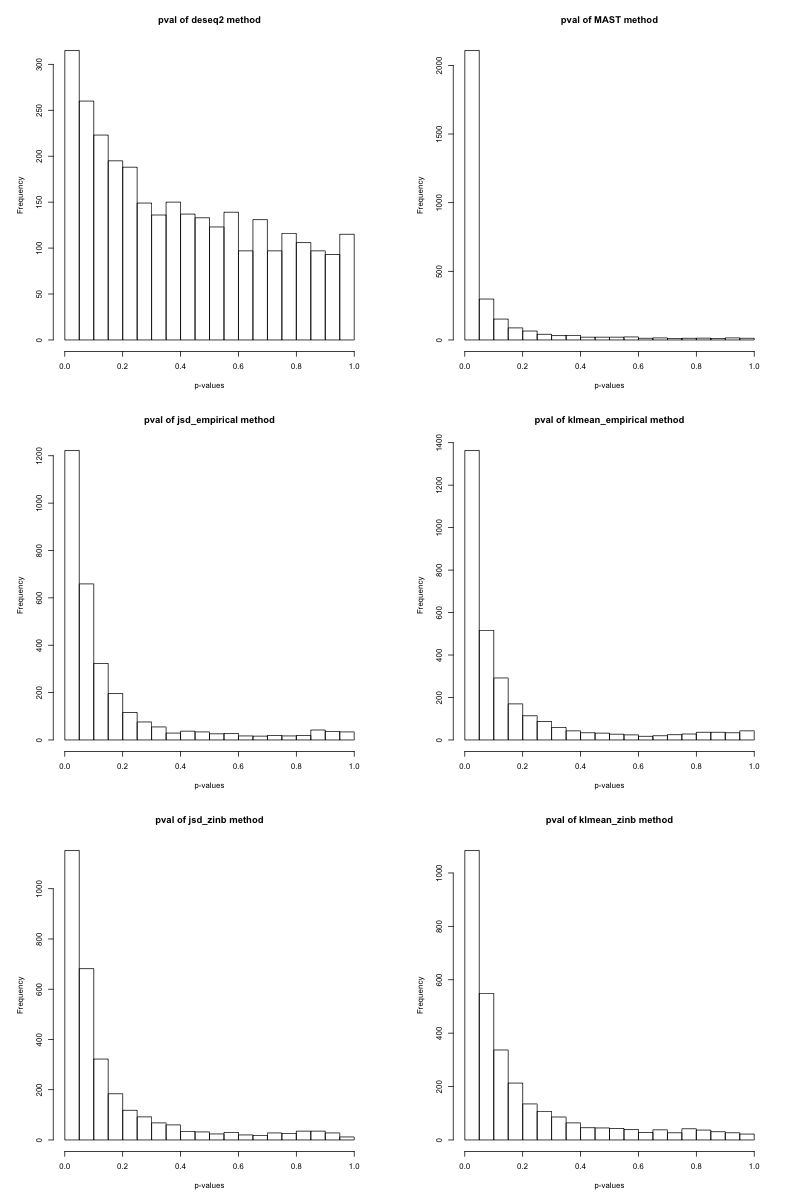 pval of deseq2 method
300
250
200
150
100
50
0
Frequency
0.0 0.2 0.4 0.6 0.8 1.0
p-values
pval of MAST method
2000
1500
1000
500
0
Frequency
0.0 0.2 0.4 0.6 0.8 1.0
p-values
pval of jsd_empirical method
1200
1000
800
600
400
200
0
Frequency
0.0 0.2 0.4 0.6 0.8 1.0
p-values
pval of klmean_empirical method
1400
1200
1000
800
600
400
200
0
Frequency
0.0 0.2 0.4 0.6 0.8 1.0
p-values
pval of jsd_zinb method
1000
800
600
400
200
0
Frequency
0.0 0.2 0.4 0.6 0.8 1.0
p-values
pval of klmean_zinb method
1000
800
600
400
200
0
Frequency
0.0 0.2 0.4 0.6 0.8 1.0
p-values